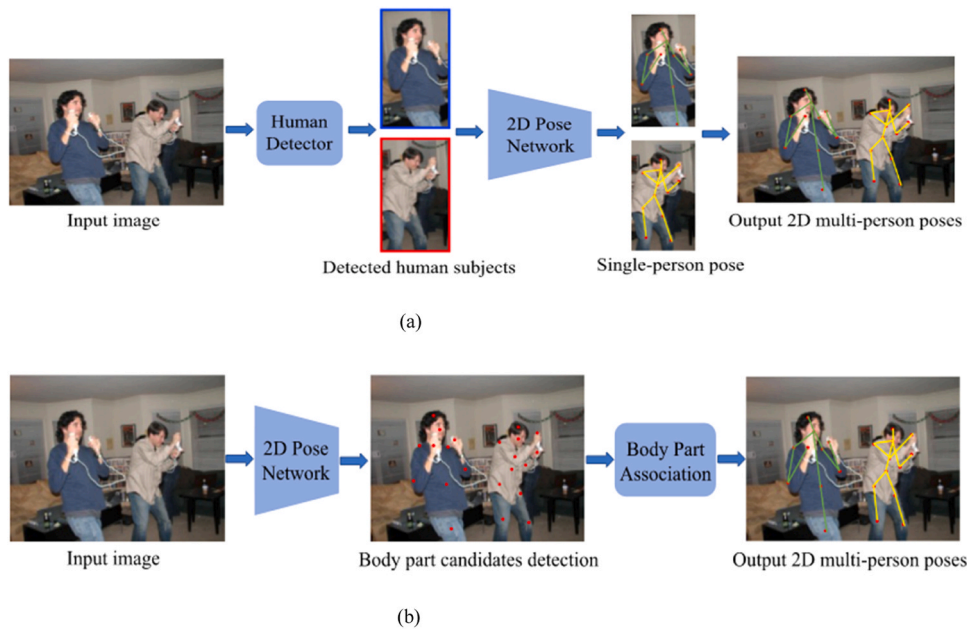 Human
Detector
2D Pose
Network
Input image
Detected human subjects
Single-person pose
Output 2D multi-person poses
(a)
2D Pose
Network
Body Part
Association
Input image
Body part candidates detection
Output 2D multi-person poses
(b)